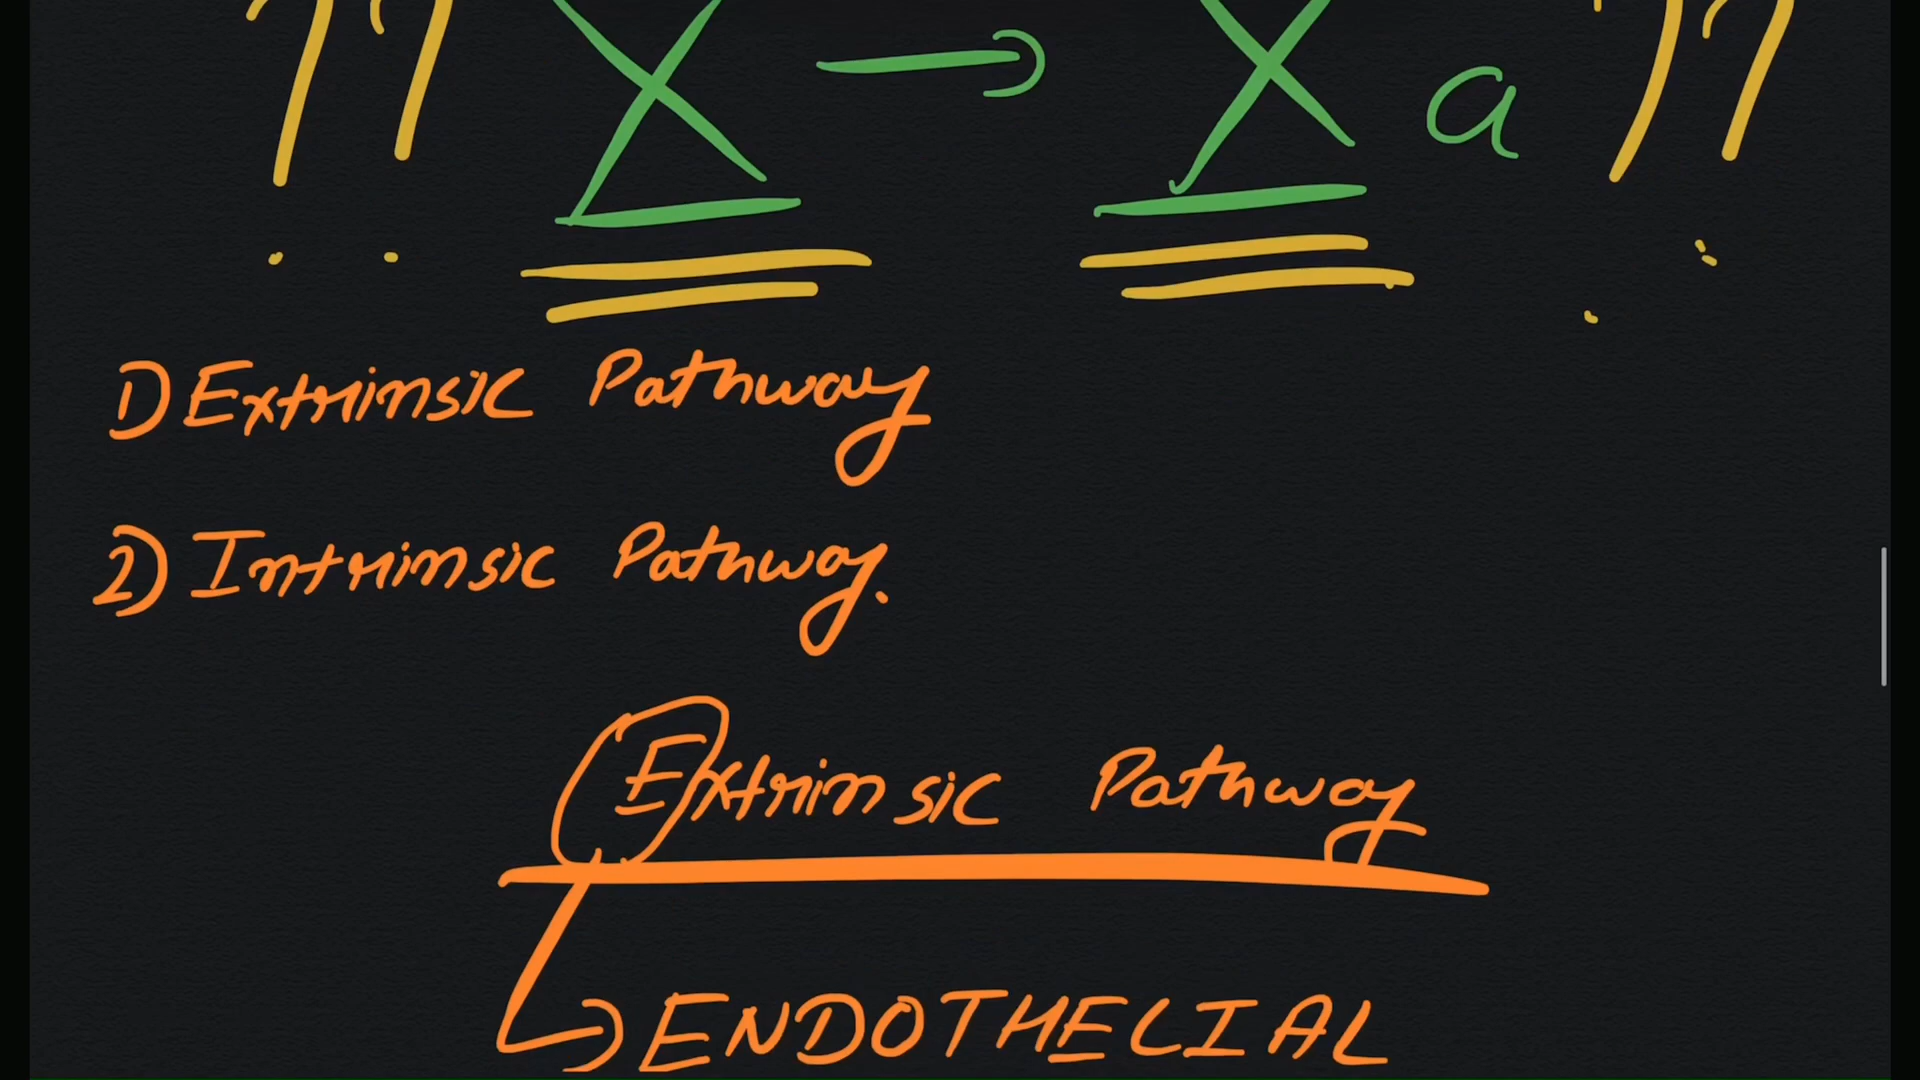 ?? X → Xa ??
1) Extrinsic Pathway
2) Intrinsic Pathway.
Extrinsic Pathway
ENDOTHELIAL